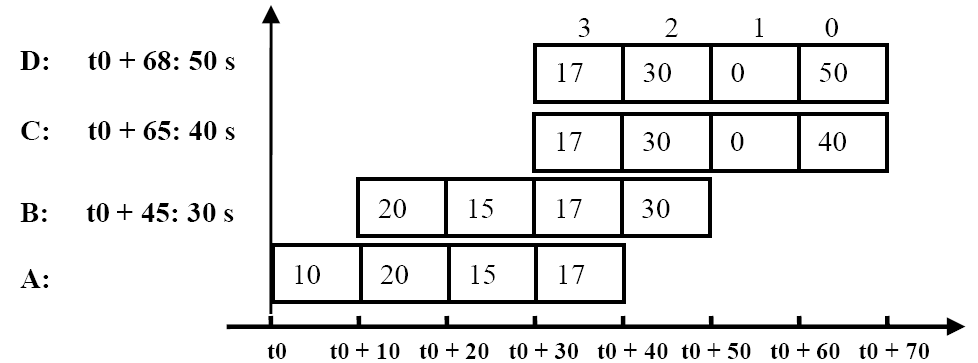 3 2 1 0
D: t0 + 68: 50 s 17 30 0 50
C: t0 + 65: 40 s 17 30 0 40
B: t0 + 45: 30 s 20 15 17 30
A: 10 20 15 17
t0 t0 + 10 t0 + 20 t0 + 30 t0 + 40 t0 + 50 t0 + 60 t0 + 70